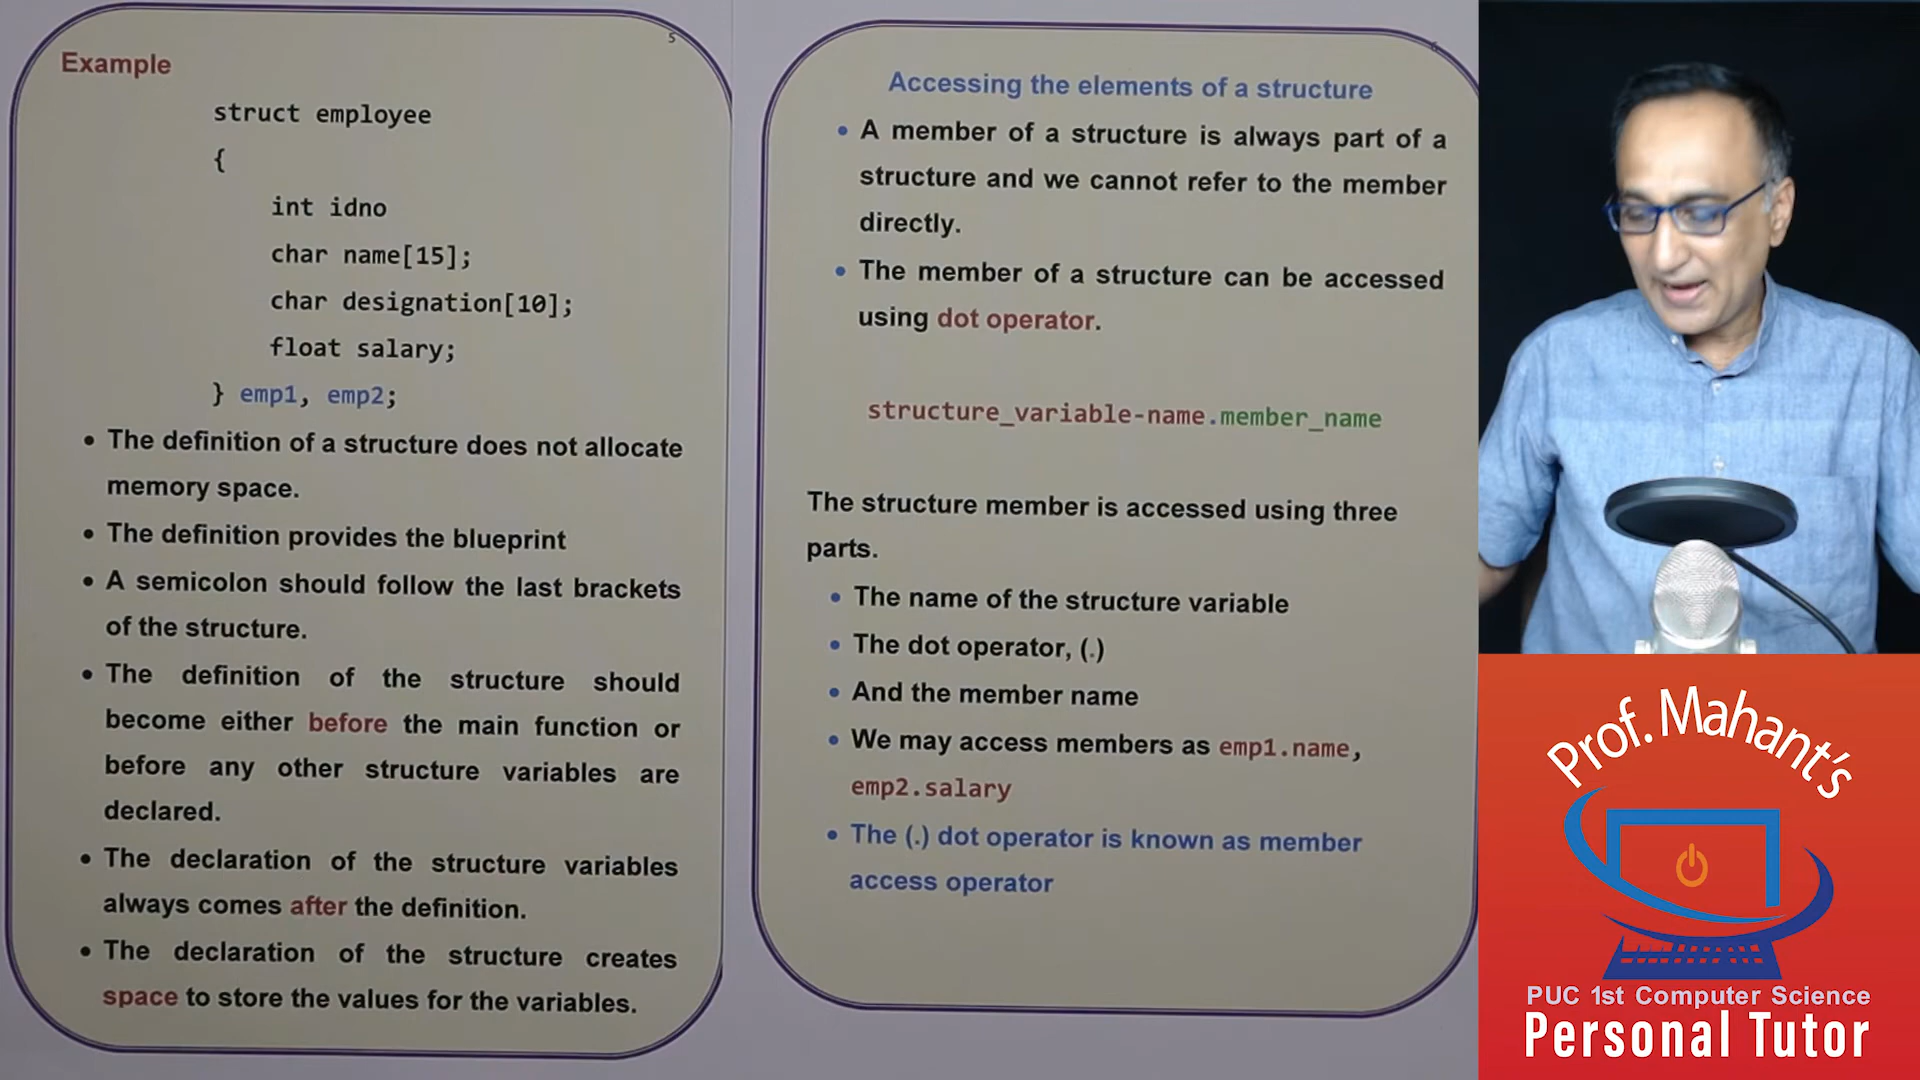 5
Example
struct employee
{
int idno
char name[15];
char designation[10];
float salary;
} emp1, emp2;
• The definition of a structure does not allocate
memory space.
• The definition provides the blueprint
• A semicolon should follow the last brackets
of the structure.
• The definition of the structure should
become either before the main function or
before any other structure variables are
declared.
• The declaration of the structure variables
always comes after the definition.
• The declaration of the structure creates
space to store the values for the variables.
Accessing the elements of a structure
• A member of a structure is always part of a
structure and we cannot refer to the member
directly.
• The member of a structure can be accessed
using dot operator.
structure_variable-name.member_name
The structure member is accessed using three
parts.
• The name of the structure variable
• The dot operator, (.)
• And the member name
• We may access members as emp1.name,
emp2.salary
• The (.) dot operator is known as member
access operator
Prof. Mahant's
PUC 1st Computer Science
Personal Tutor